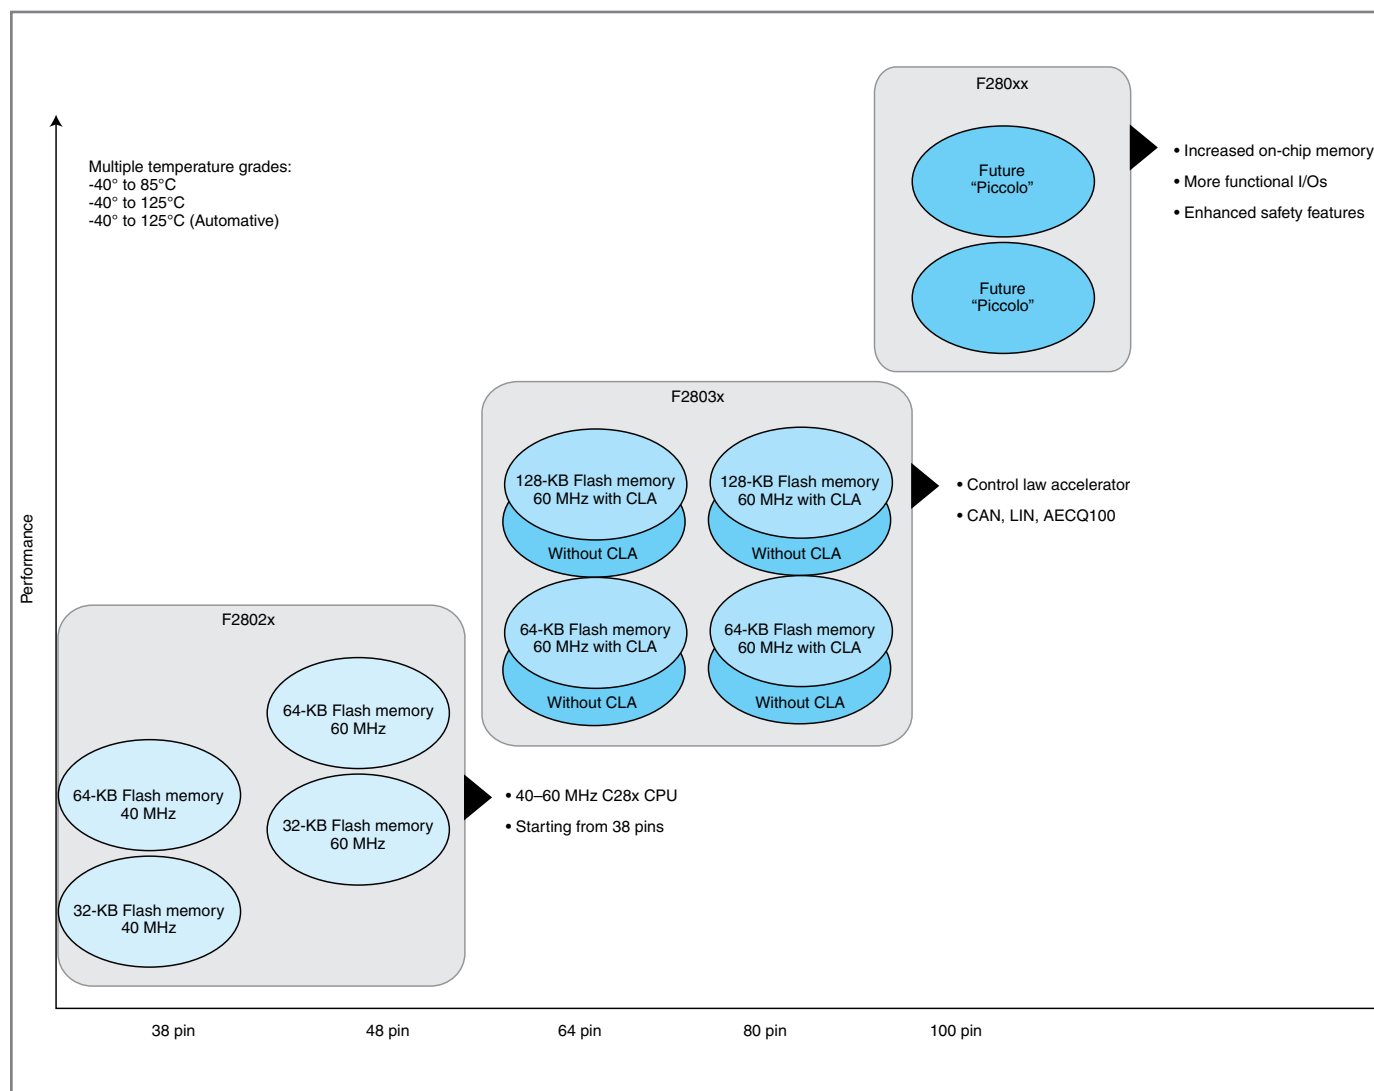 F280xx
Future
“Piccolo”
Future
“Piccolo”
• Increased on-chip memory
• More functional I/Os
• Enhanced safety features
Multiple temperature grades:
-40° to 85°C
-40° to 125°C
-40° to 125°C (Automative)
F2803x
128-KB Flash memory
60 MHz with CLA
Without CLA
128-KB Flash memory
60 MHz with CLA
Without CLA
64-KB Flash memory
60 MHz with CLA
Without CLA
64-KB Flash memory
60 MHz with CLA
Without CLA
• Control law accelerator
• CAN, LIN, AECQ100
Performance
F2802x
64-KB Flash memory
60 MHz
64-KB Flash memory
40 MHz
32-KB Flash memory
60 MHz
32-KB Flash memory
40 MHz
• 40–60 MHz C28x CPU
• Starting from 38 pins
38 pin
48 pin
64 pin
80 pin
100 pin